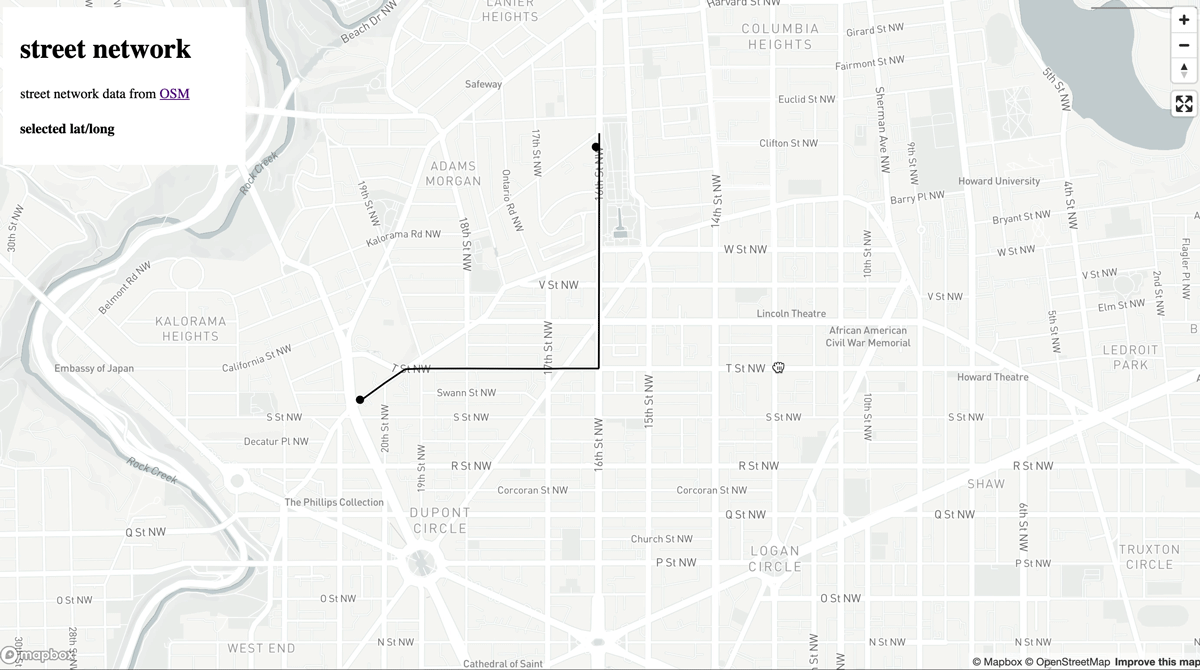 street network
street network data from OSM
selected lat/long
LANIER
HEIGHTS
Beach Dr NW
Harvard St NW
COLUMBIA
HEIGHTS
Girard St NW
Fairmont St NW
5th St NW
Safeway
Euclid St NW
Sherman Ave NW
17th St NW
Clifton St NW
9th St NW
Rock Creek
ADAMS
MORGAN
16th St NW
Howard University
19th St NW
Ontario Rd NW
14th St NW
Barry Pl NW
4th St NW
30th St NW
Bryant St NW
18th St NW
Kalorama Rd NW
W St NW
10th St NW
W St NW
Flagler Pl NW
Belmont Rd NW
V St NW
V St NW
2nd St NW
V St NW
Elm St NW
KALORAMA
HEIGHTS
Lincoln Theatre
African American
Civil War Memorial
5th St NW
17th St NW
California St NW
LEDROIT
PARK
Embassy of Japan
T St NW
T St NW
Howard Theatre
Swann St NW
15th St NW
S St NW
20th St NW
S St NW
S St NW
10th St NW
S St NW
Decatur Pl NW
16th St NW
19th St NW
R St NW
R St NW
R St NW
Rock Creek
SHAW
Corcoran St NW
Corcoran St NW
The Phillips Collection
DUPONT
CIRCLE
Q St NW
Q St NW
6th St NW
Q St NW
Church St NW
LOGAN
CIRCLE
TRUXTON
CIRCLE
P St NW
P St NW
O St NW
O St NW
O St NW
28th St NW
WEST END
N St NW
N St NW
N St NW
Cathedral of Saint
mapbox
© Mapbox © OpenStreetMap Improve this map